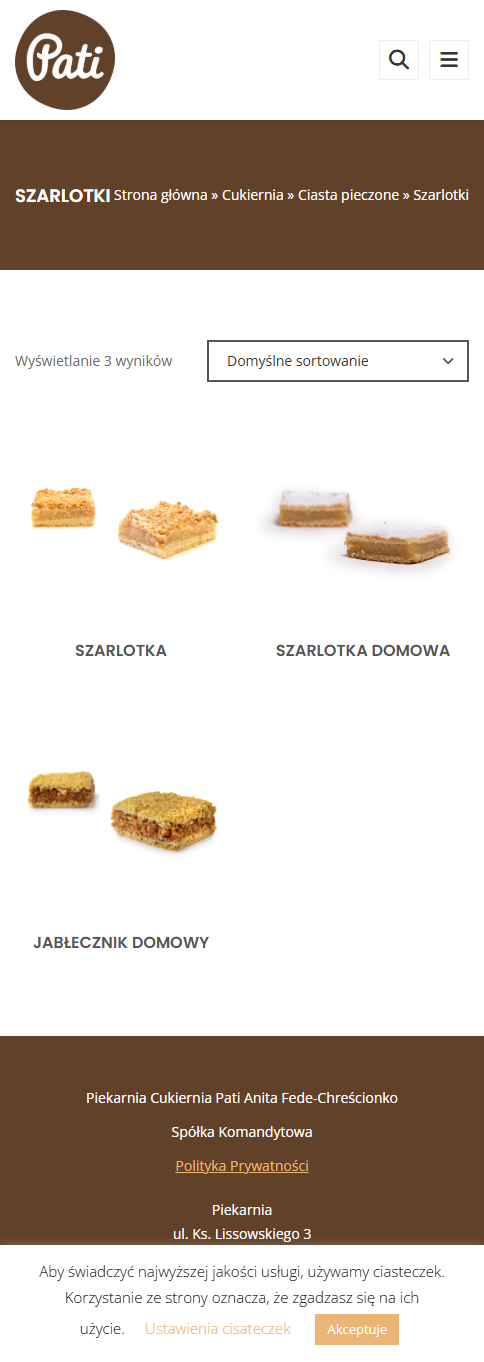 Pati
SZARLOTKI Strona główna » Cukiernia » Ciasta pieczone » Szarlotki
Wyświetlanie 3 wyników
Domyślne sortowanie
SZARLOTKA
SZARLOTKA DOMOWA
JABŁECZNIK DOMOWY
Piekarnia Cukiernia Pati Anita Fede-Chreścionko
Spółka Komandytowa
Polityka Prywatności
Piekarnia
ul. Ks. Lissowskiego 3
Aby świadczyć najwyższej jakości usługi, używamy ciasteczek.
Korzystanie ze strony oznacza, że zgadzasz się na ich
użycie. Ustawienia cisateczek Akceptuje